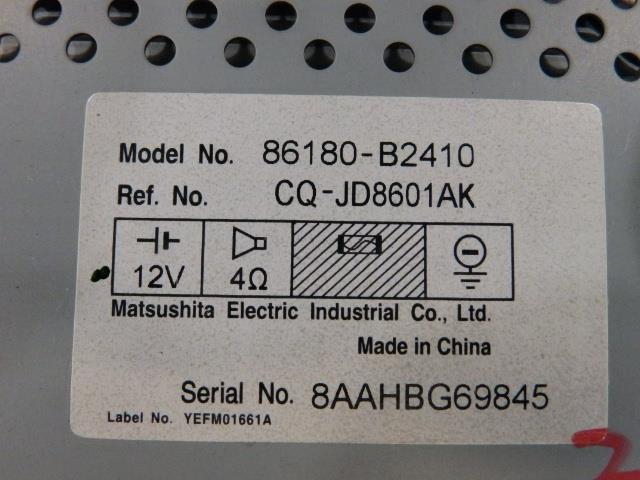 Model No. 86180-B2410
Ref. No. CQ-JD8601AK
12V 4Ω
Matsushita Electric Industrial Co., Ltd.
Made in China
Serial No. 8AAHBG69845
Label No. YEFM01661A
2